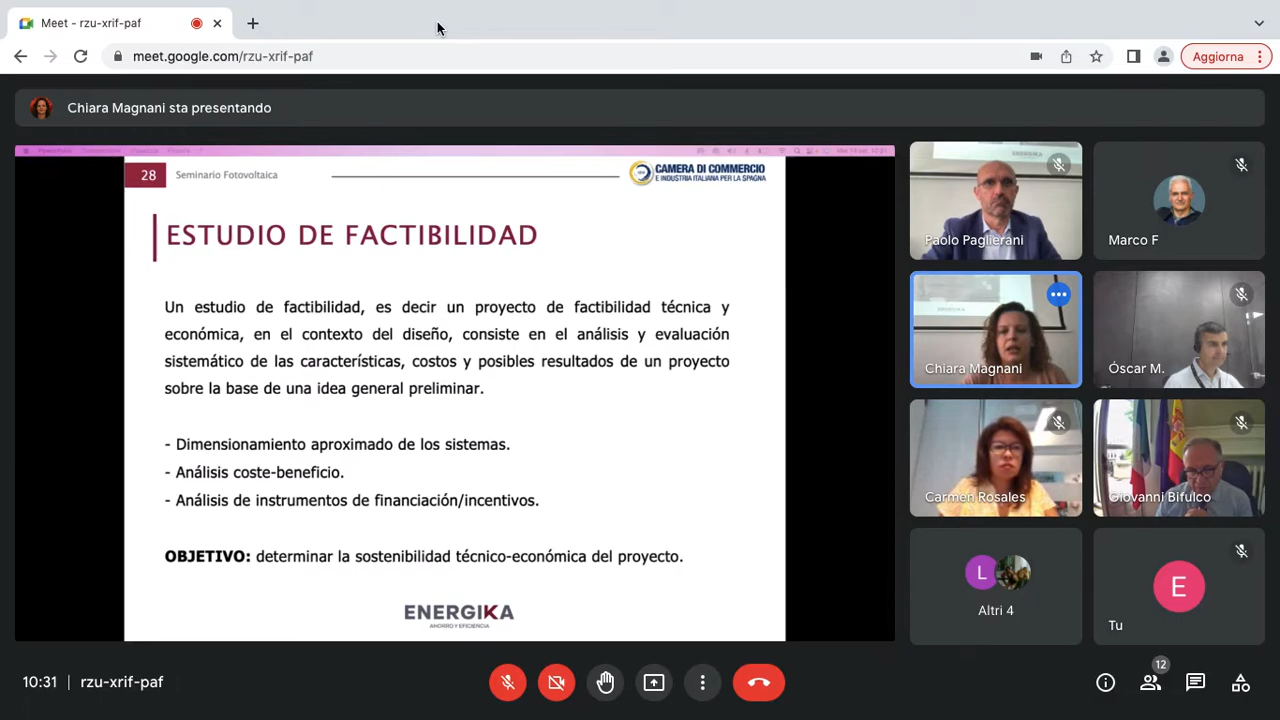 Meet - rzu-xrif-paf
meet.google.com/rzu-xrif-paf
Aggiorna
Chiara Magnani sta presentando
28
Seminario Fotovoltaica
CAMERA DI COMMERCIO
E INDUSTRIA ITALIANA PER LA SPAGNA
ESTUDIO DE FACTIBILIDAD
Un estudio de factibilidad, es decir un proyecto de factibilidad técnica y
económica, en el contexto del diseño, consiste en el análisis y evaluación
sistemático de las características, costos y posibles resultados de un proyecto
sobre la base de una idea general preliminar.
- Dimensionamiento aproximado de los sistemas.
- Análisis coste-beneficio.
- Análisis de instrumentos de financiación/incentivos.
OBJETIVO: determinar la sostenibilidad técnico-económica del proyecto.
ENERGIKA
AHORRO Y EFICIENCIA
Paolo Paglierani
Marco F
Chiara Magnani
Óscar M.
Carmen Rosales
Giovanni Bifulco
L
Altri 4
E
Tu
10:31 | rzu-xrif-paf
12